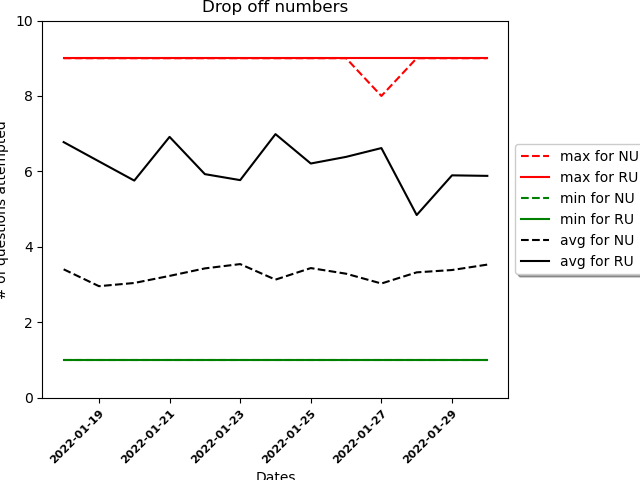 Drop off numbers
# of questions attempted
10
8
6
4
2
0
2022-01-19
2022-01-21
2022-01-23
2022-01-25
2022-01-27
2022-01-29
Dates
max for NU
max for RU
min for NU
min for RU
avg for NU
avg for RU